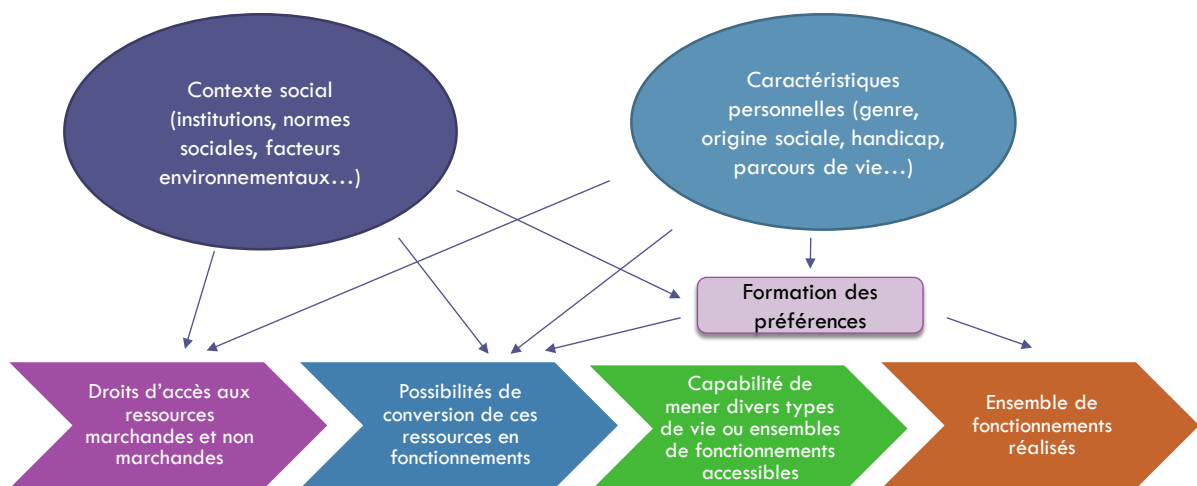 Contexte social
(institutions, normes
sociales, facteurs
environnementaux…)
Caractéristiques
personnelles (genre,
origine sociale, handicap,
parcours de vie…)
Formation des
préférences
Droits d'accès aux
ressources
marchandes et non
marchandes
Possibilités de
conversion de ces
ressources en
fonctionnements
Capabilité de
mener divers types
de vie ou ensembles
de fonctionnements
accessibles
Ensemble de
fonctionnements
réalisés